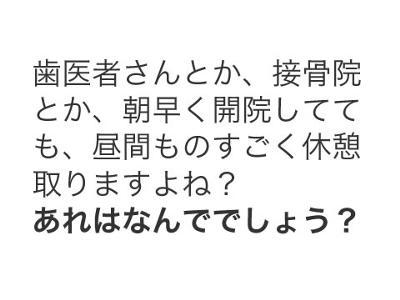 歯医者さんとか、接骨院
とか、朝早く開院してて
も、昼間ものすごく休憩
取りますよね？
あれはなんででしょう？